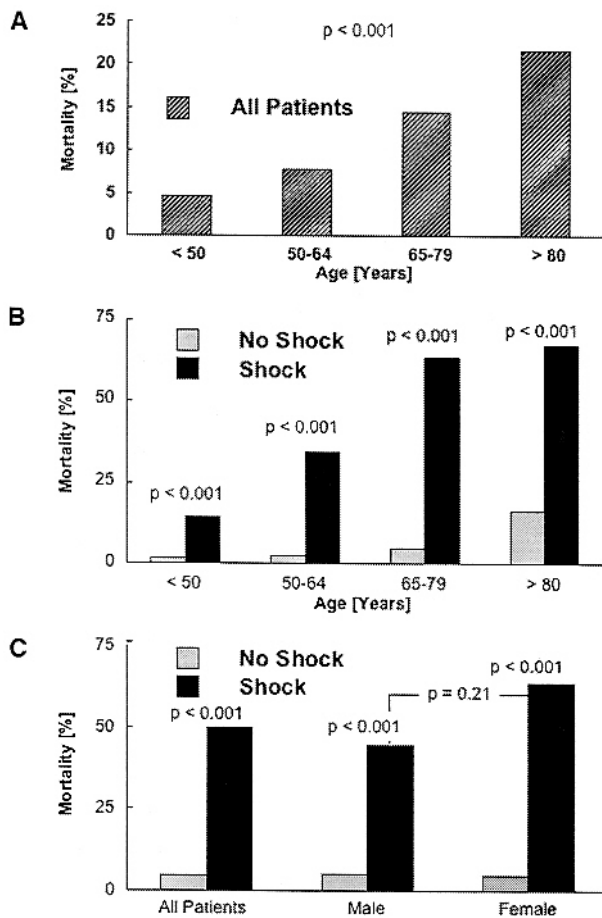 A
25
p < 0.001
20
All Patients
15
10
5
0
Mortality [%]
< 50 50-64 65-79 > 80
Age [Years]
B
75
No Shock
Shock
p < 0.001
p < 0.001
p < 0.001
p < 0.001
50
25
0
Mortality [%]
< 50 50-64 65-79 > 80
Age [Years]
C
75
No Shock
Shock
p < 0.001
p = 0.21
p < 0.001
p < 0.001
50
25
0
Mortality [%]
All Patients Male Female